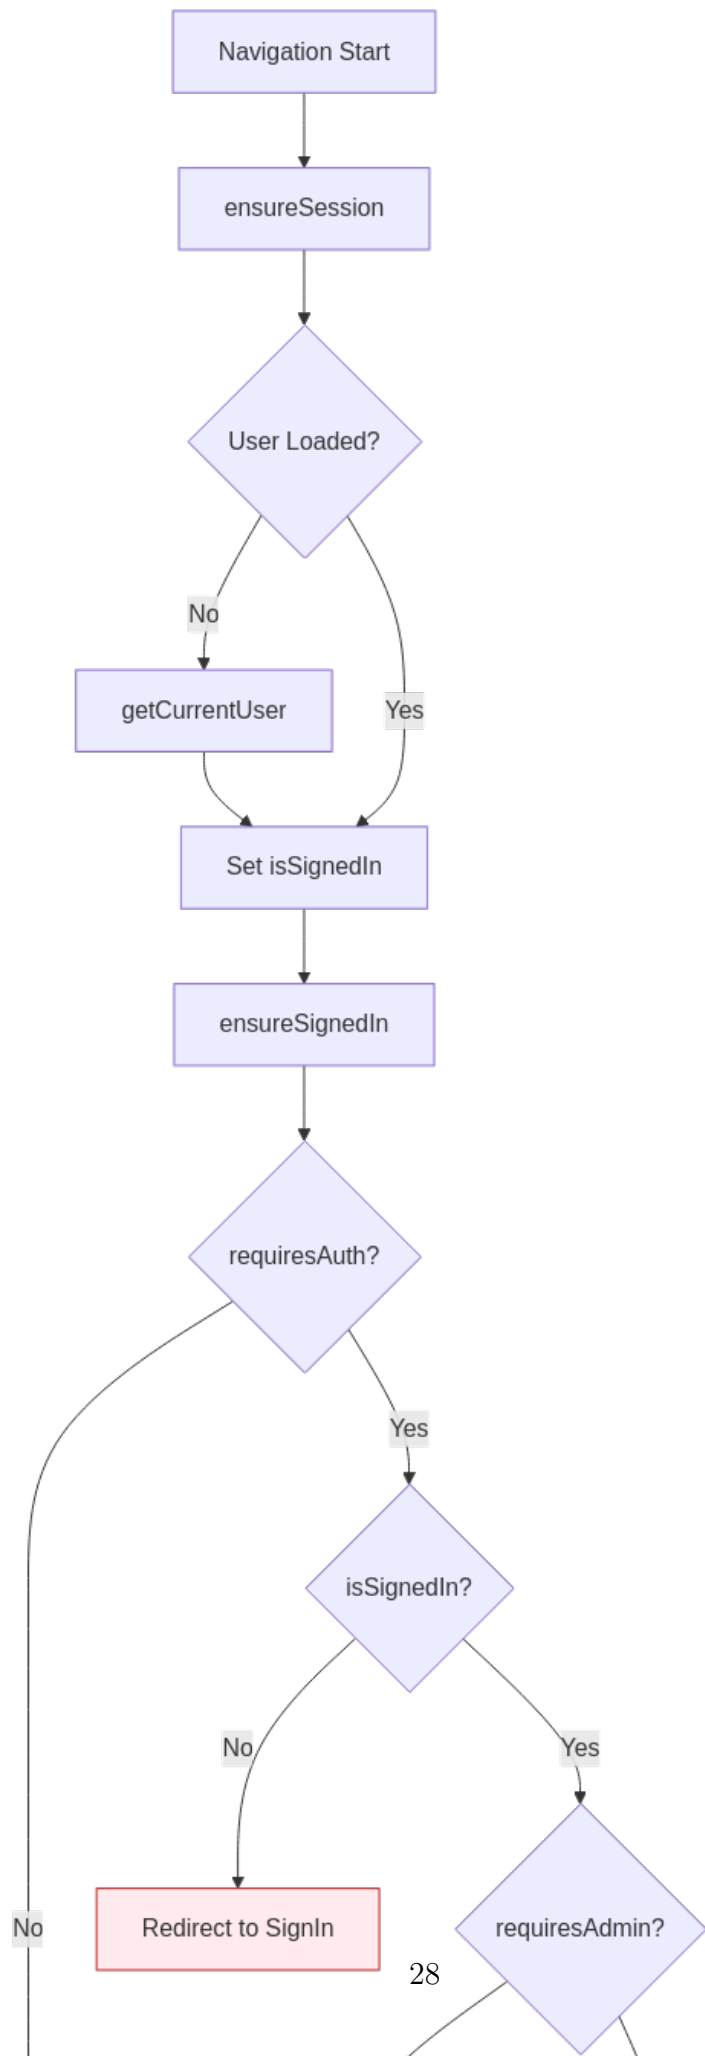 Navigation Start
ensureSession
User Loaded?
No
getCurrentUser
Yes
Set isSignedIn
ensureSignedIn
requiresAuth?
Yes
isSignedIn?
No
Yes
No
Redirect to SignIn
requiresAdmin?
28